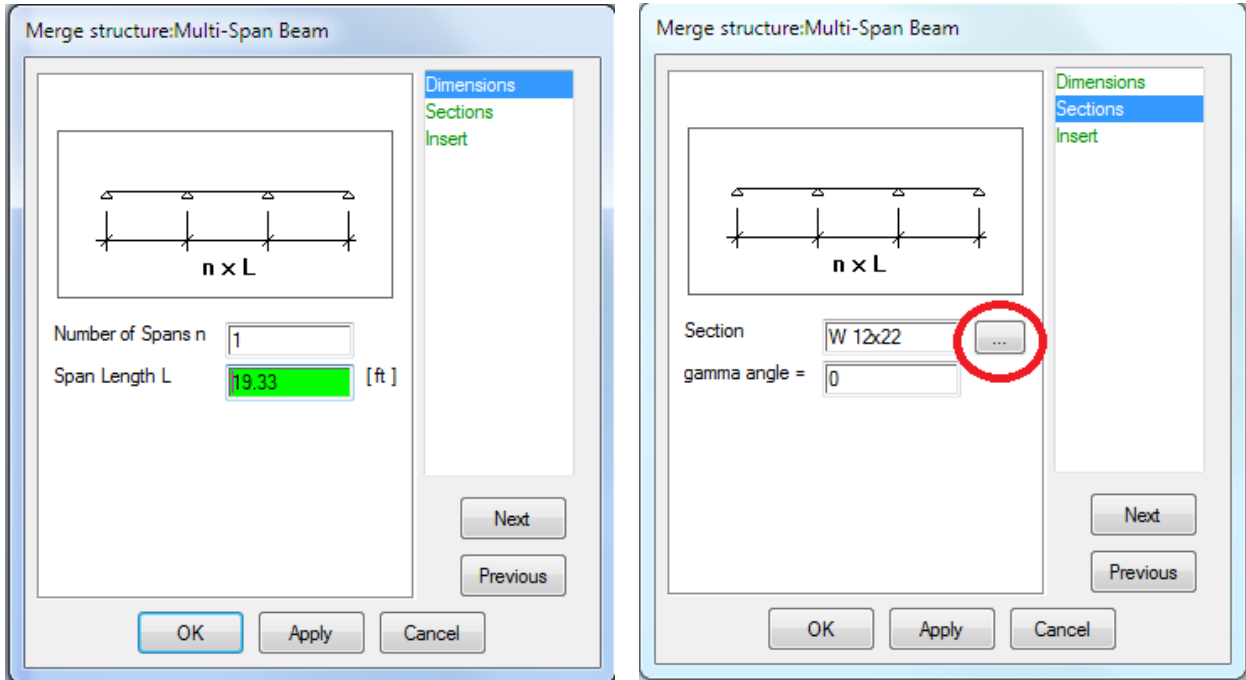 Merge structure:Multi-Span Beam
Dimensions
Sections
Insert
n x L
Number of Spans n 1
Span Length L 19.33 [ft ]
Next
Previous
OK Apply Cancel
Merge structure:Multi-Span Beam
Dimensions
Sections
Insert
n x L
Section W 12x22 ...
gamma angle = 0
Next
Previous
OK Apply Cancel